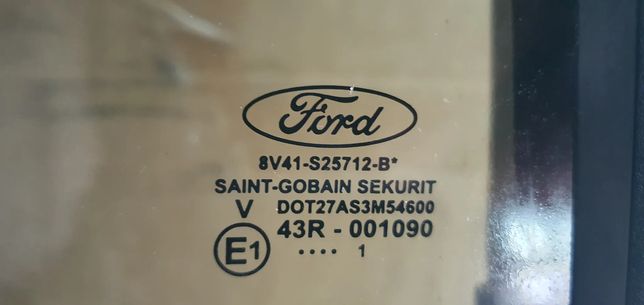 Ford
8V41-S25712-B*
SAINT-GOBAIN SEKURIT
V DOT27AS3M54600
E1 43R - 001090
.... 1